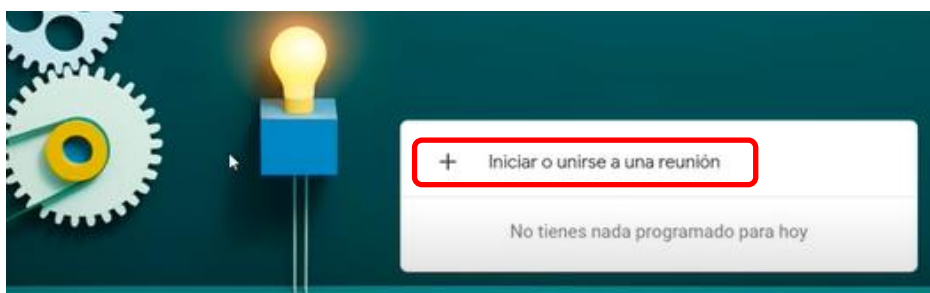 + Iniciar o unirse a una reunión
No tienes nada programado para hoy